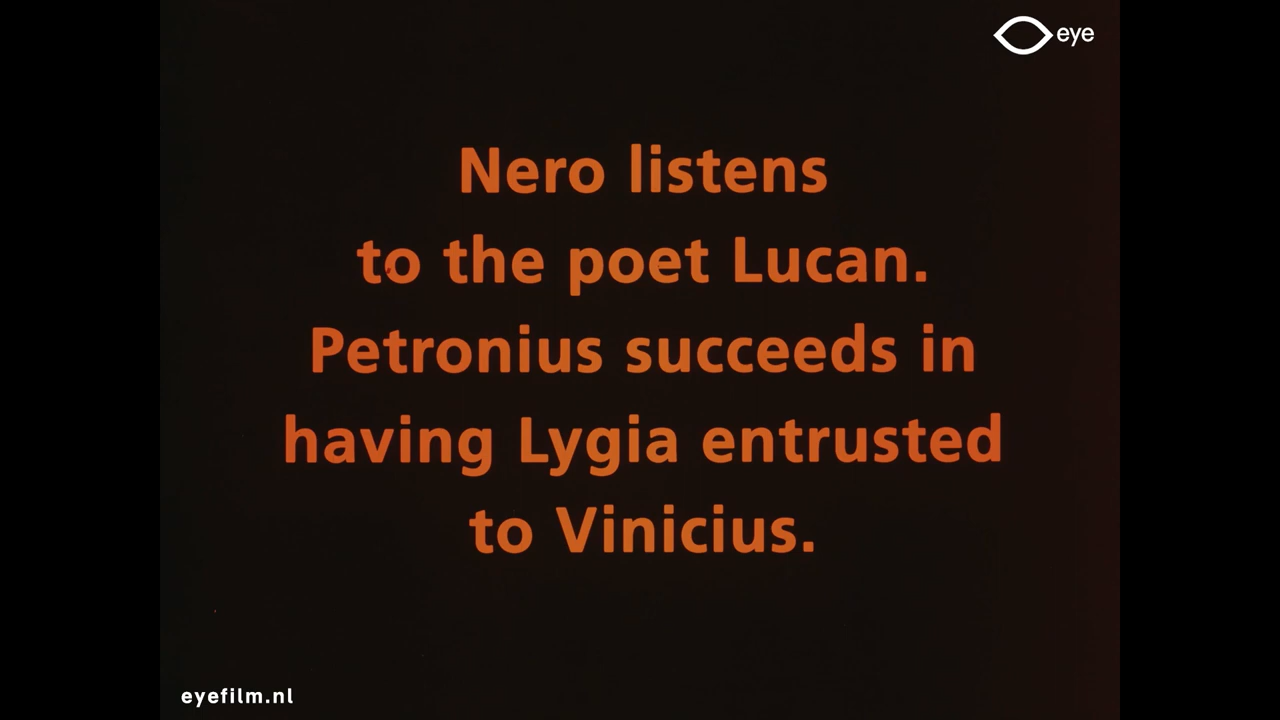 eye
Nero listens
to the poet Lucan.
Petronius succeeds in
having Lygia entrusted
to Vinicius.
eyefilm.nl